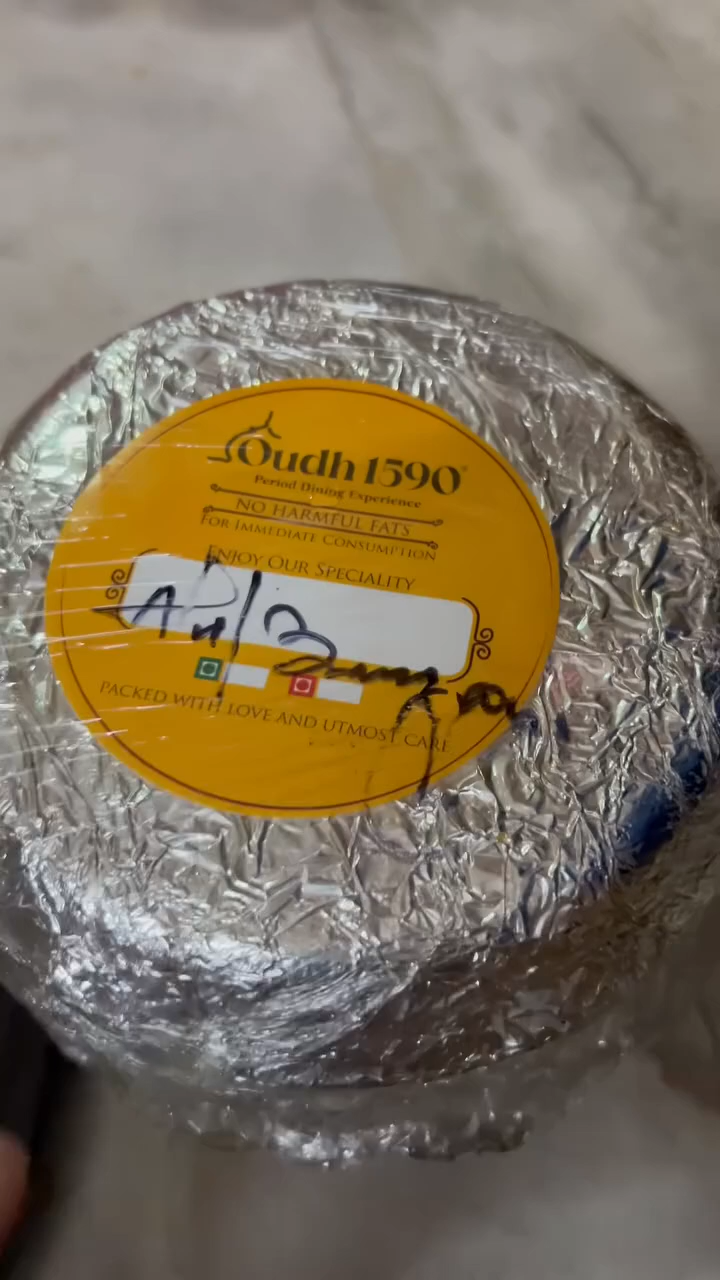 Oudh 1590
Period Dining Experience
NO HARMFUL FATS
FOR IMMEDIATE CONSUMPTION
ENJOY OUR SPECIALITY
PACKED WITH LOVE AND UTMOST CARE